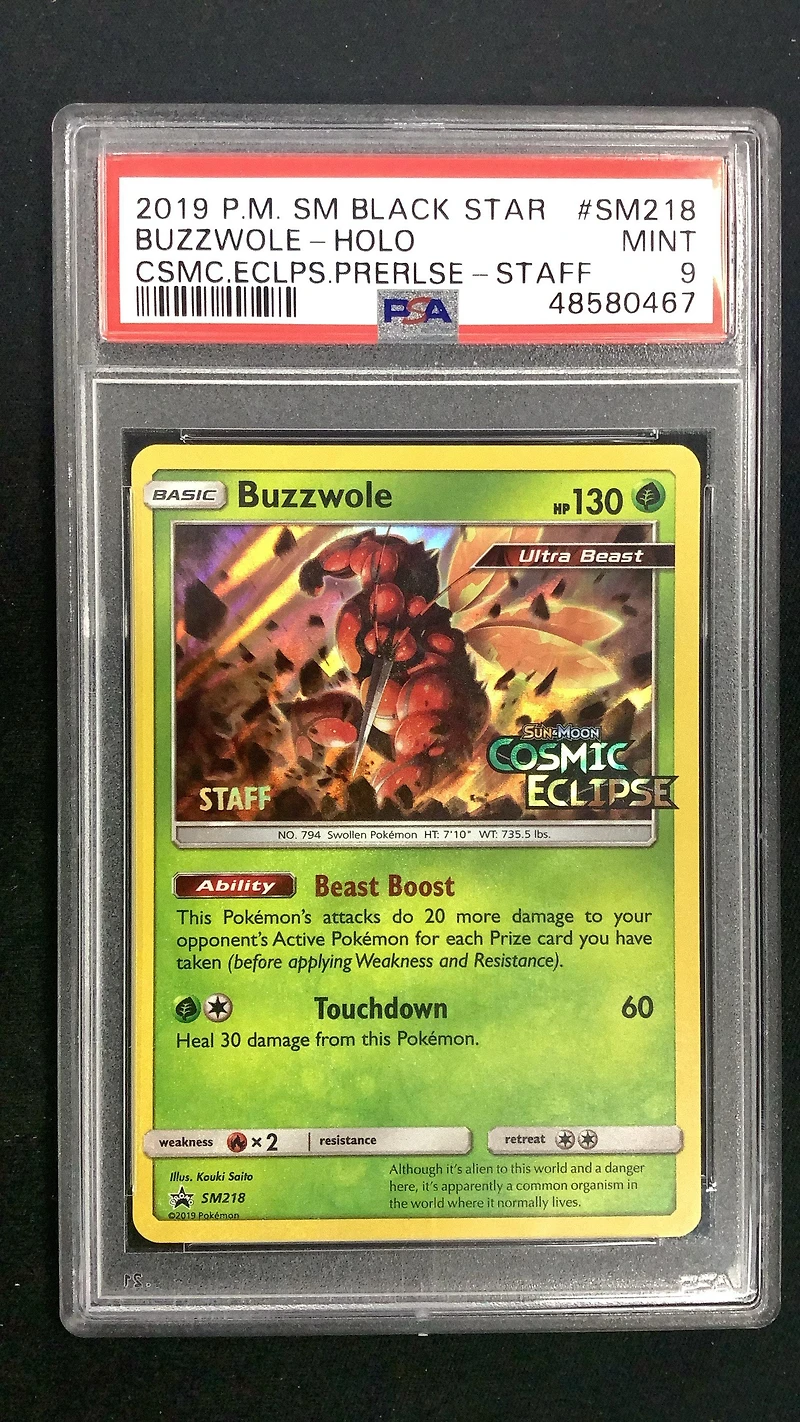 2019 P.M. SM BLACK STAR #SM218
BUZZWOLE - HOLO MINT
CSMC.ECLPS.PRERLSE - STAFF 9
48580467
PSA
BASIC Buzzwole HP 130
Ultra Beast
SUN & MOON
COSMIC
ECLIPSE
STAFF
NO. 794 Swollen Pokémon HT: 7'10" WT: 735.5 lbs.
Ability Beast Boost
This Pokémon's attacks do 20 more damage to your
opponent's Active Pokémon for each Prize card you have
taken (before applying Weakness and Resistance).
Touchdown 60
Heal 30 damage from this Pokémon.
weakness ×2 resistance retreat
Illus. Kouki Saito
SM218
©2019 Pokémon
Although it's alien to this world and a danger
here, it's apparently a common organism in
the world where it normally lives.